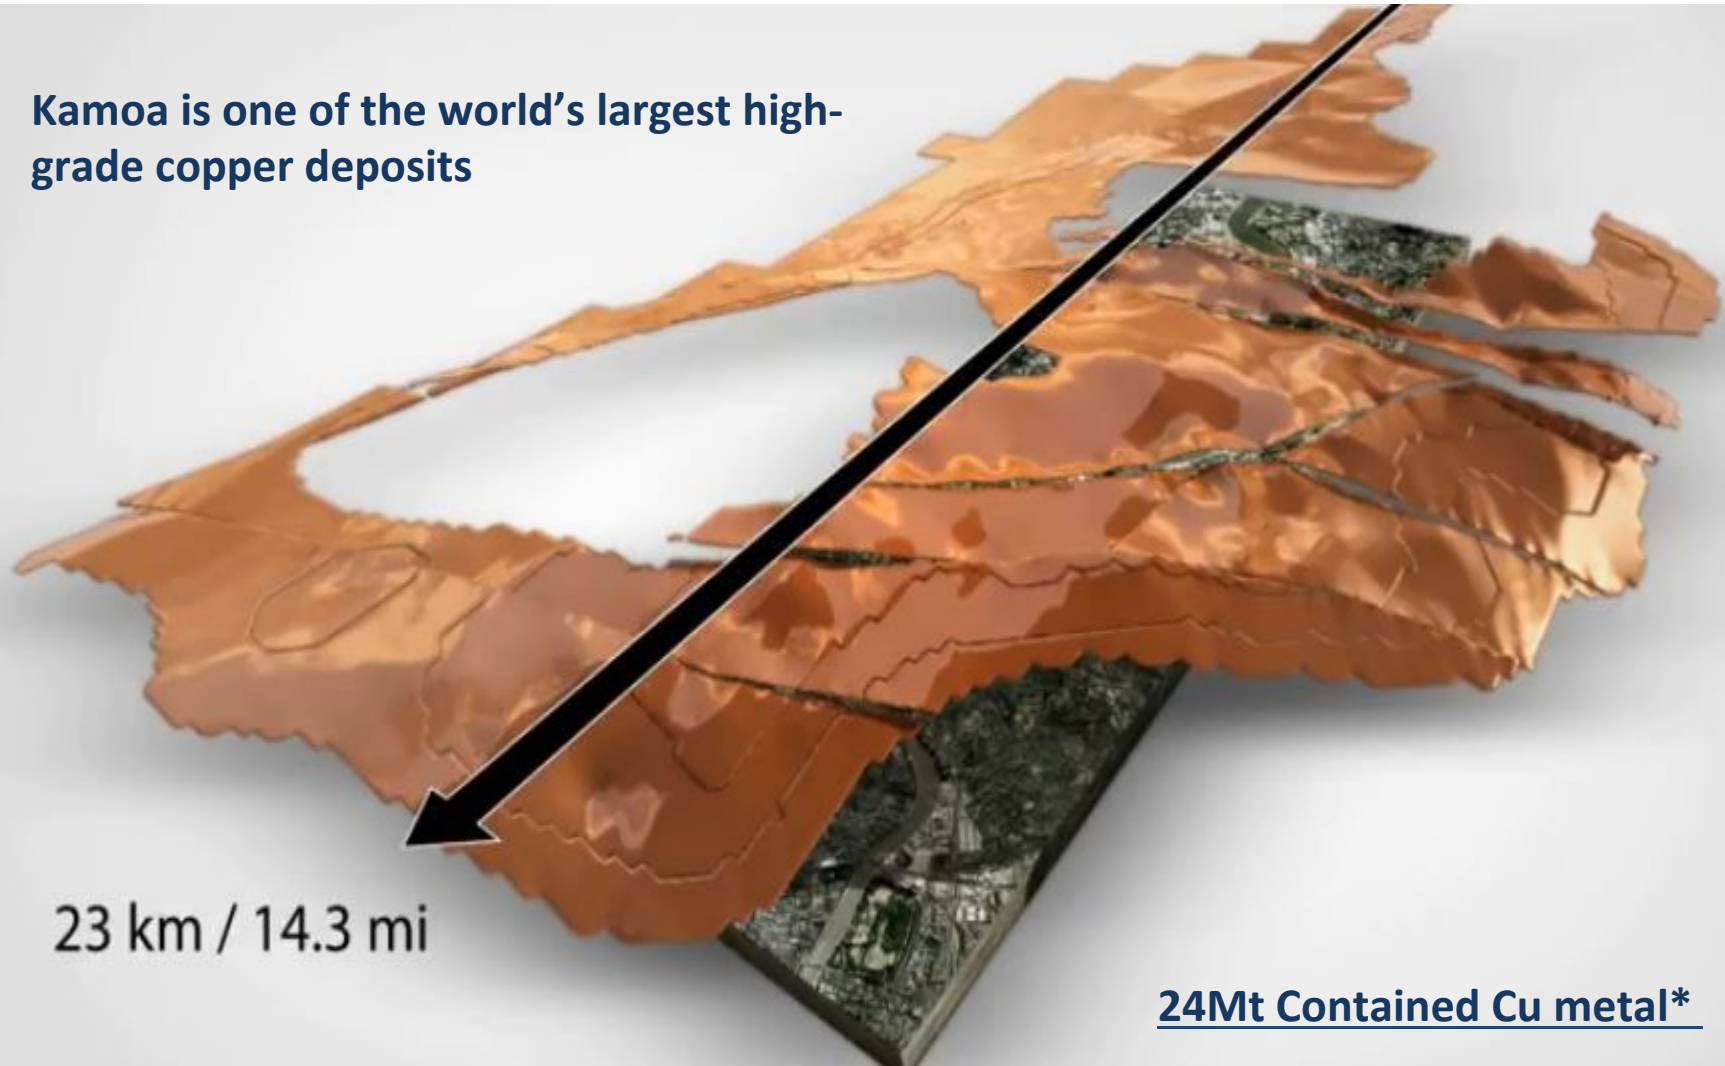 Kamoa is one of the world’s largest high-
grade copper deposits
23 km / 14.3 mi
24Mt Contained Cu metal*